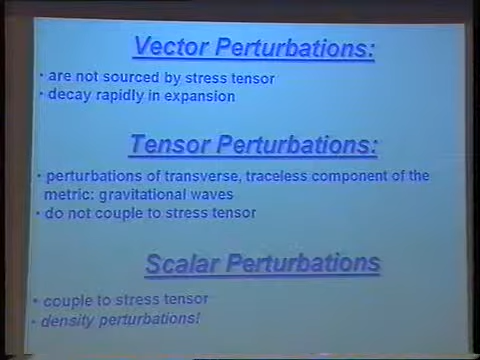 Vector Perturbations:
• are not sourced by stress tensor
• decay rapidly in expansion
Tensor Perturbations:
• perturbations of transverse, traceless component of the
metric: gravitational waves
• do not couple to stress tensor
Scalar Perturbations
• couple to stress tensor
• density perturbations!